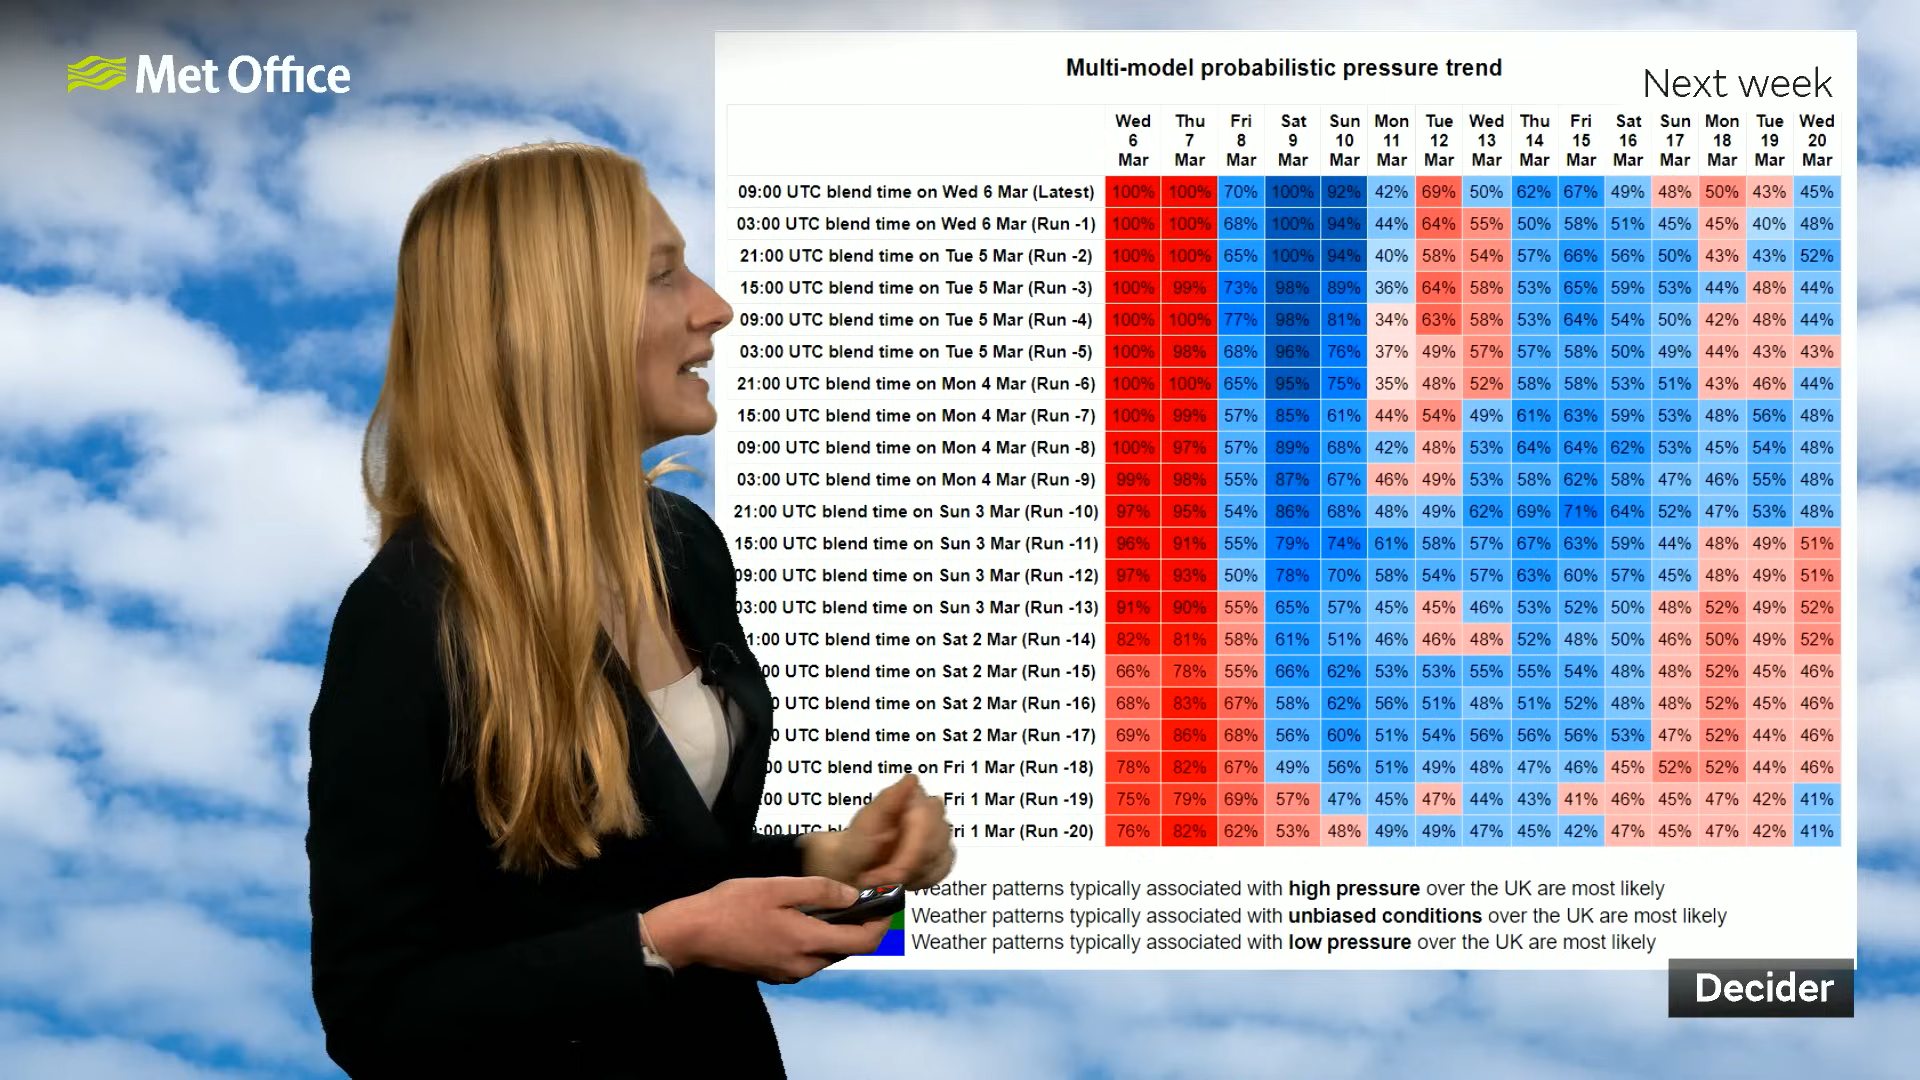 Met Office
Multi-model probabilistic pressure trend
Next week
Wed 6 Mar Thu 7 Mar Fri 8 Mar Sat 9 Mar Sun 10 Mar Mon 11 Mar Tue 12 Mar Wed 13 Mar Thu 14 Mar Fri 15 Mar Sat 16 Mar Sun 17 Mar Mon 18 Mar Tue 19 Mar Wed 20 Mar
09:00 UTC blend time on Wed 6 Mar (Latest) 100% 100% 70% 100% 92% 42% 69% 50% 62% 67% 49% 48% 50% 43% 45%
03:00 UTC blend time on Wed 6 Mar (Run -1) 100% 100% 68% 100% 94% 44% 64% 55% 50% 58% 51% 45% 45% 40% 48%
21:00 UTC blend time on Tue 5 Mar (Run -2) 100% 100% 65% 100% 94% 40% 58% 54% 57% 66% 56% 50% 43% 43% 52%
15:00 UTC blend time on Tue 5 Mar (Run -3) 100% 99% 73% 98% 89% 36% 64% 58% 53% 65% 59% 53% 44% 48% 44%
09:00 UTC blend time on Tue 5 Mar (Run -4) 100% 100% 77% 98% 81% 34% 63% 58% 53% 64% 54% 50% 42% 48% 44%
03:00 UTC blend time on Tue 5 Mar (Run -5) 100% 98% 68% 96% 76% 37% 49% 57% 57% 58% 50% 49% 44% 43% 43%
21:00 UTC blend time on Mon 4 Mar (Run -6) 100% 100% 65% 95% 75% 35% 48% 52% 58% 58% 53% 51% 43% 46% 44%
15:00 UTC blend time on Mon 4 Mar (Run -7) 100% 99% 57% 85% 61% 44% 54% 49% 61% 63% 59% 53% 48% 56% 48%
09:00 UTC blend time on Mon 4 Mar (Run -8) 100% 97% 57% 89% 68% 42% 48% 53% 64% 64% 62% 53% 45% 54% 48%
03:00 UTC blend time on Mon 4 Mar (Run -9) 99% 98% 55% 87% 67% 46% 49% 53% 58% 62% 58% 47% 46% 55% 48%
21:00 UTC blend time on Sun 3 Mar (Run -10) 97% 95% 54% 86% 68% 48% 49% 62% 69% 71% 64% 52% 47% 53% 48%
15:00 UTC blend time on Sun 3 Mar (Run -11) 96% 91% 55% 79% 74% 61% 58% 57% 67% 63% 59% 44% 48% 49% 51%
09:00 UTC blend time on Sun 3 Mar (Run -12) 97% 93% 50% 78% 70% 58% 54% 57% 63% 60% 57% 45% 48% 49% 51%
03:00 UTC blend time on Sun 3 Mar (Run -13) 91% 90% 55% 65% 57% 45% 45% 46% 53% 52% 50% 48% 52% 49% 52%
1:00 UTC blend time on Sat 2 Mar (Run -14) 82% 81% 58% 61% 51% 46% 46% 48% 52% 48% 50% 46% 50% 49% 52%
00 UTC blend time on Sat 2 Mar (Run -15) 66% 78% 55% 66% 62% 53% 53% 55% 55% 54% 48% 48% 52% 45% 46%
0 UTC blend time on Sat 2 Mar (Run -16) 68% 83% 67% 58% 62% 56% 51% 48% 51% 52% 48% 48% 52% 45% 46%
0 UTC blend time on Sat 2 Mar (Run -17) 69% 86% 68% 56% 60% 51% 54% 56% 56% 56% 53% 47% 52% 44% 46%
00 UTC blend time on Fri 1 Mar (Run -18) 78% 82% 67% 49% 56% 51% 49% 48% 47% 46% 45% 52% 52% 44% 46%
:00 UTC blend Fri 1 Mar (Run -19) 75% 79% 69% 57% 47% 45% 47% 44% 43% 41% 46% 45% 47% 42% 41%
:00 UTC Fri 1 Mar (Run -20) 76% 82% 62% 53% 48% 49% 49% 47% 45% 42% 47% 45% 47% 42% 41%
Weather patterns typically associated with high pressure over the UK are most likely
Weather patterns typically associated with unbiased conditions over the UK are most likely
Weather patterns typically associated with low pressure over the UK are most likely
Decider